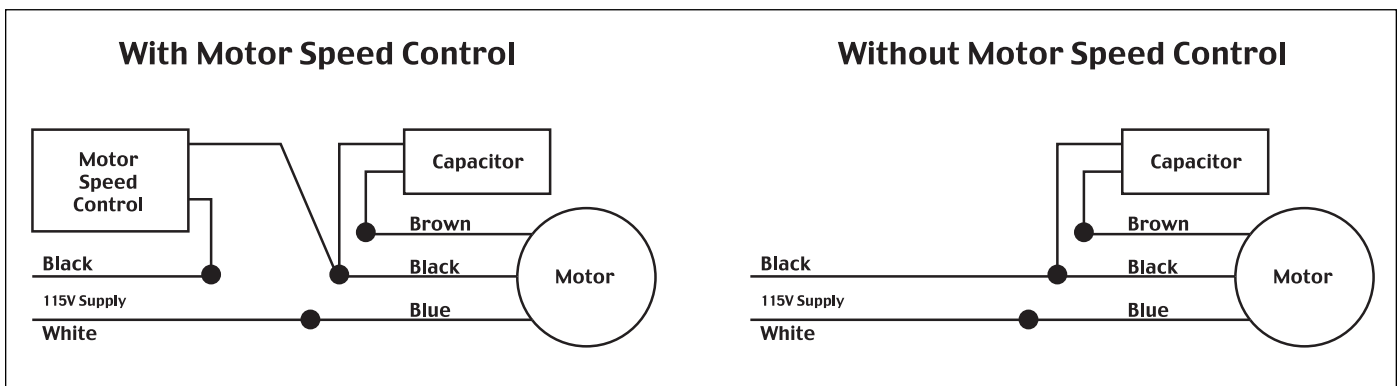 With Motor Speed Control
Motor
Speed
Control
Capacitor
Brown
Black
Black
Motor
115V Supply
Blue
White
Without Motor Speed Control
Capacitor
Brown
Black
Black
Motor
115V Supply
Blue
White